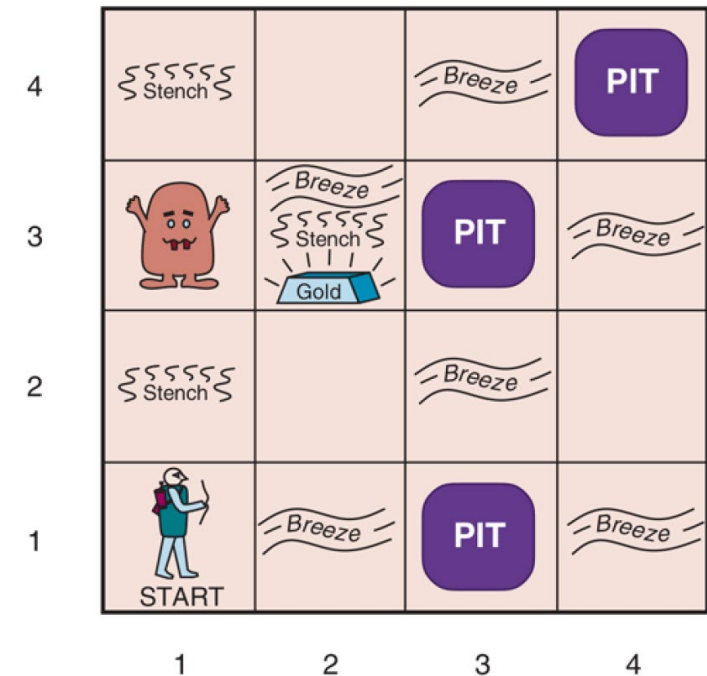 4
Stench
Breeze
PIT
3
Breeze
Stench
Gold
PIT
Breeze
2
Stench
Breeze
1
START
Breeze
PIT
Breeze
1 2 3 4